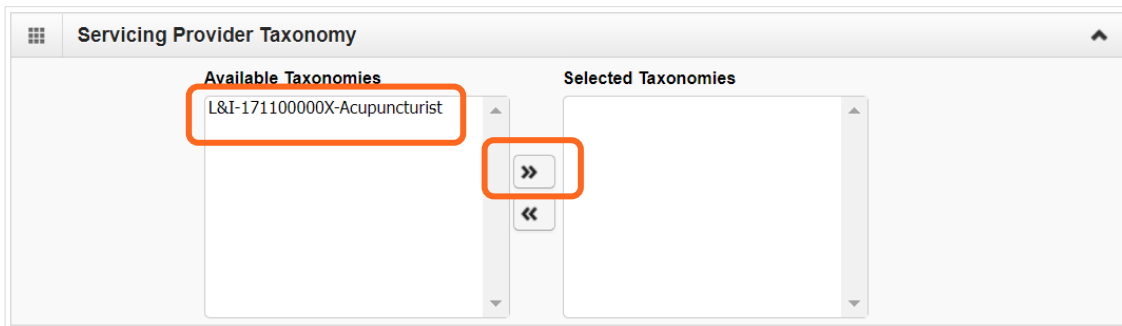 Servicing Provider Taxonomy
Available Taxonomies
Selected Taxonomies
L&I-171100000X-Acupuncturist
»
«